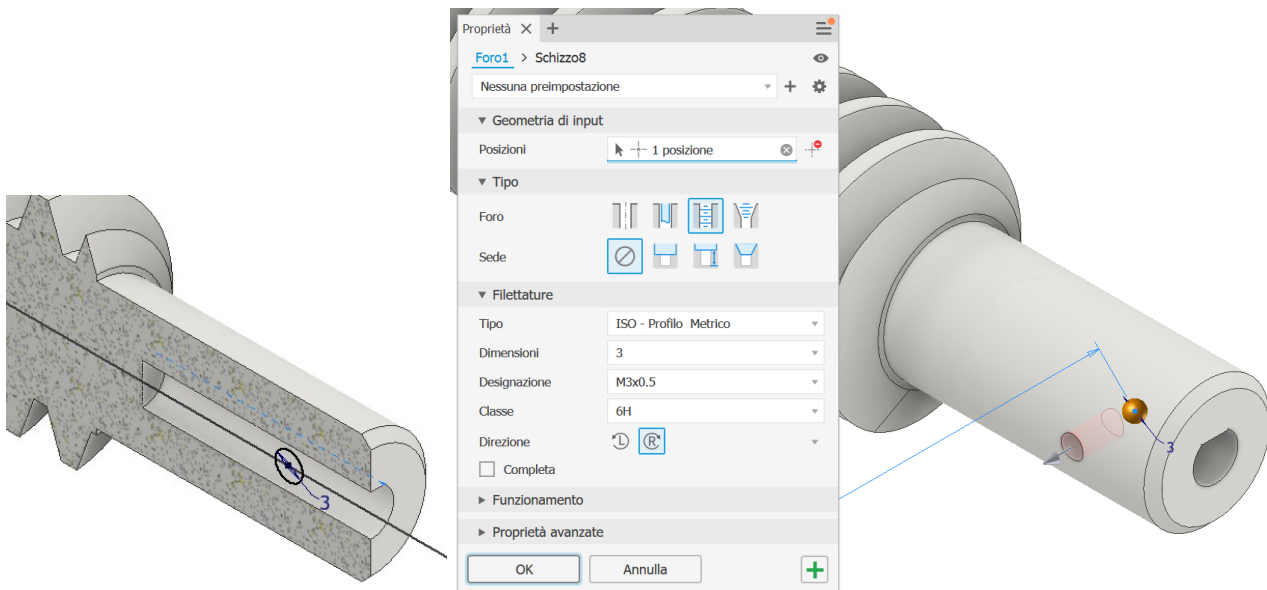 Proprietà
Foro1 > Schizzo8
Nessuna preimpostazione
Geometria di input
Posizioni 1 posizione
Tipo
Foro
Sede
Filettature
Tipo ISO - Profilo Metrico
Dimensioni 3
Designazione M3x0.5
Classe 6H
Direzione L R
Completa
Funzionamento
Proprietà avanzate
OK Annulla
3
3